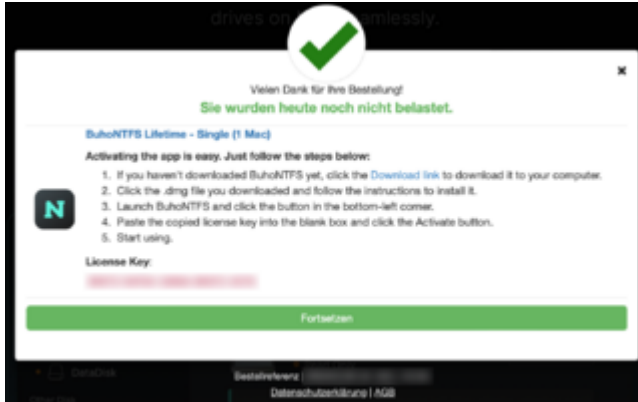 drives on
amlessly.
Vielen Dank für Ihre Bestellung!
Sie wurden heute noch nicht belastet.
BuhoNTFS Lifetime - Single (1 Mac)
Activating the app is easy. Just follow the steps below:
1. If you haven't downloaded BuhoNTFS yet, click the Download link to download it to your computer.
2. Click the .dmg file you downloaded and follow the instructions to install it.
3. Launch BuhoNTFS and click the button in the bottom-left corner.
4. Paste the copied license key into the blank box and click the Activate button.
5. Start using.
N
License Key:
Fortsetzen
DataDisk
Bestellreferenz
Datenschutzerklärung | AGB